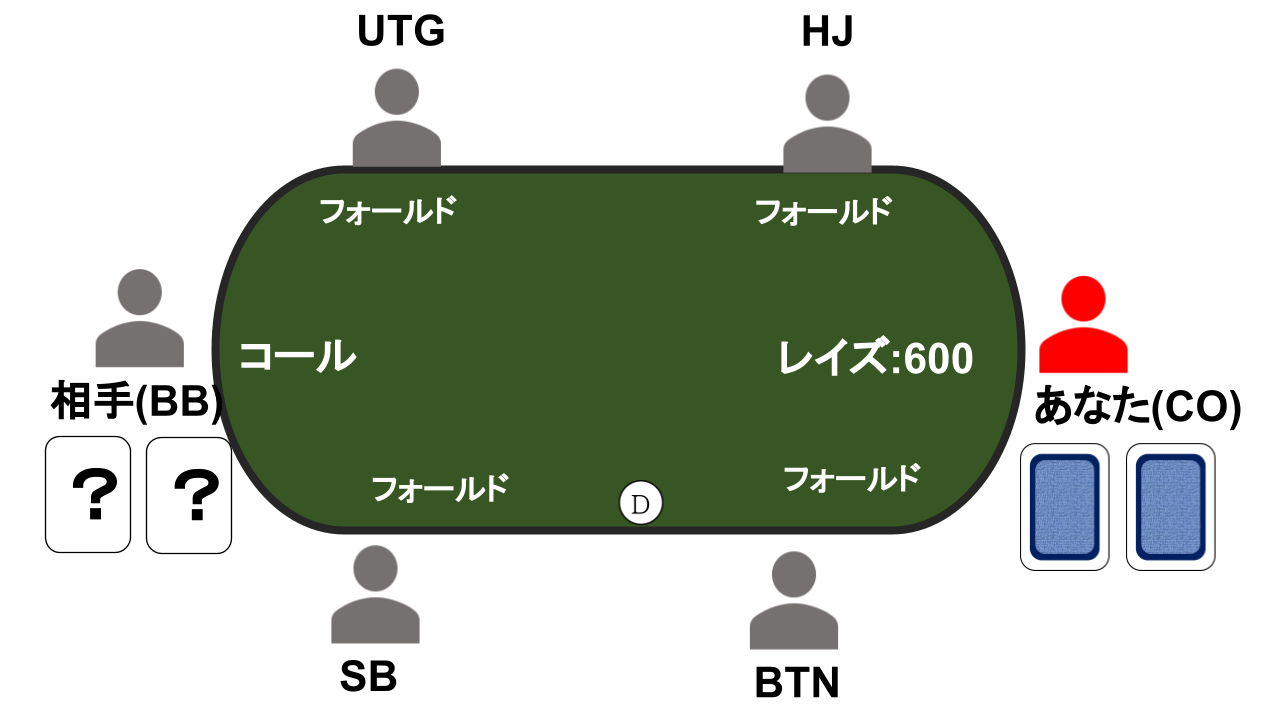 UTG
HJ
フォールド
フォールド
コール
レイズ:600
相手(BB)
あなた(CO)
?
?
フォールド
フォールド
D
SB
BTN